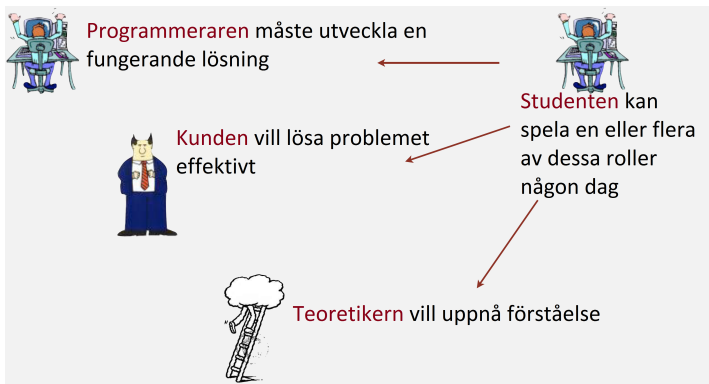 Programmeraren måste utveckla en
fungerande lösning
Kunden vill lösa problemet
effektivt
Studenten kan
spela en eller flera
av dessa roller
någon dag
Teoretikern vill uppnå förståelse